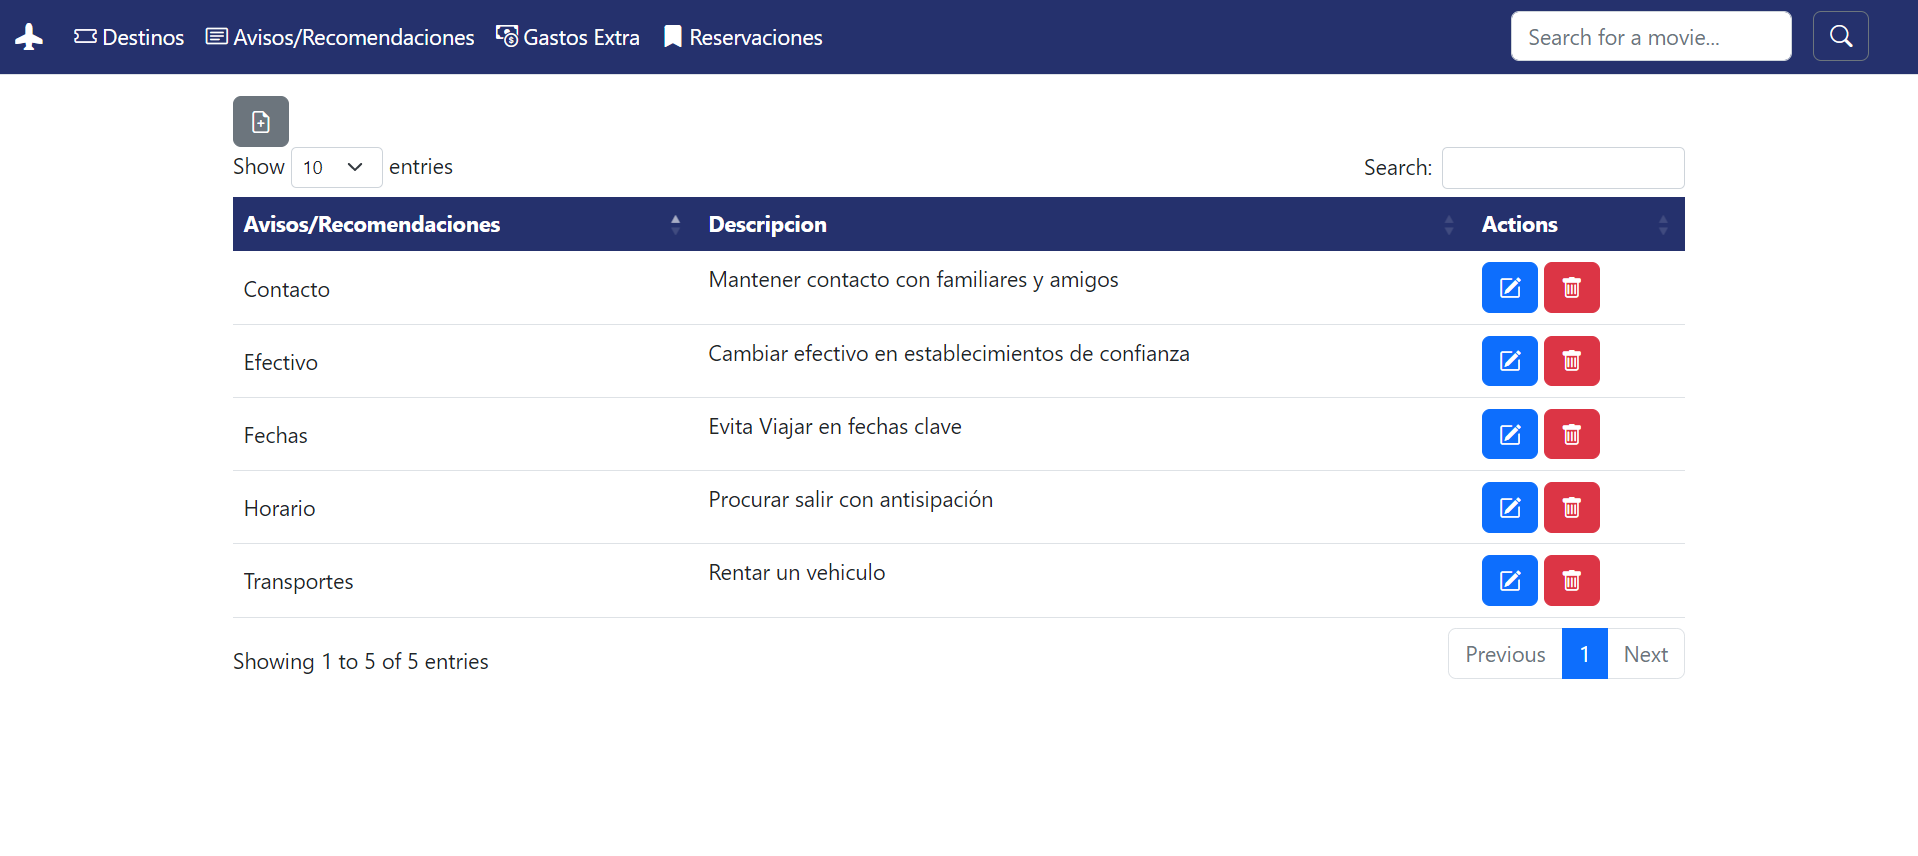 Destinos Avisos/Recomendaciones Gastos Extra Reservaciones Search for a movie...
Show 10 entries Search:
Avisos/Recomendaciones Descripcion Actions
Contacto Mantener contacto con familiares y amigos
Efectivo Cambiar efectivo en establecimientos de confianza
Fechas Evita Viajar en fechas clave
Horario Procurar salir con antisipación
Transportes Rentar un vehiculo
Showing 1 to 5 of 5 entries Previous 1 Next